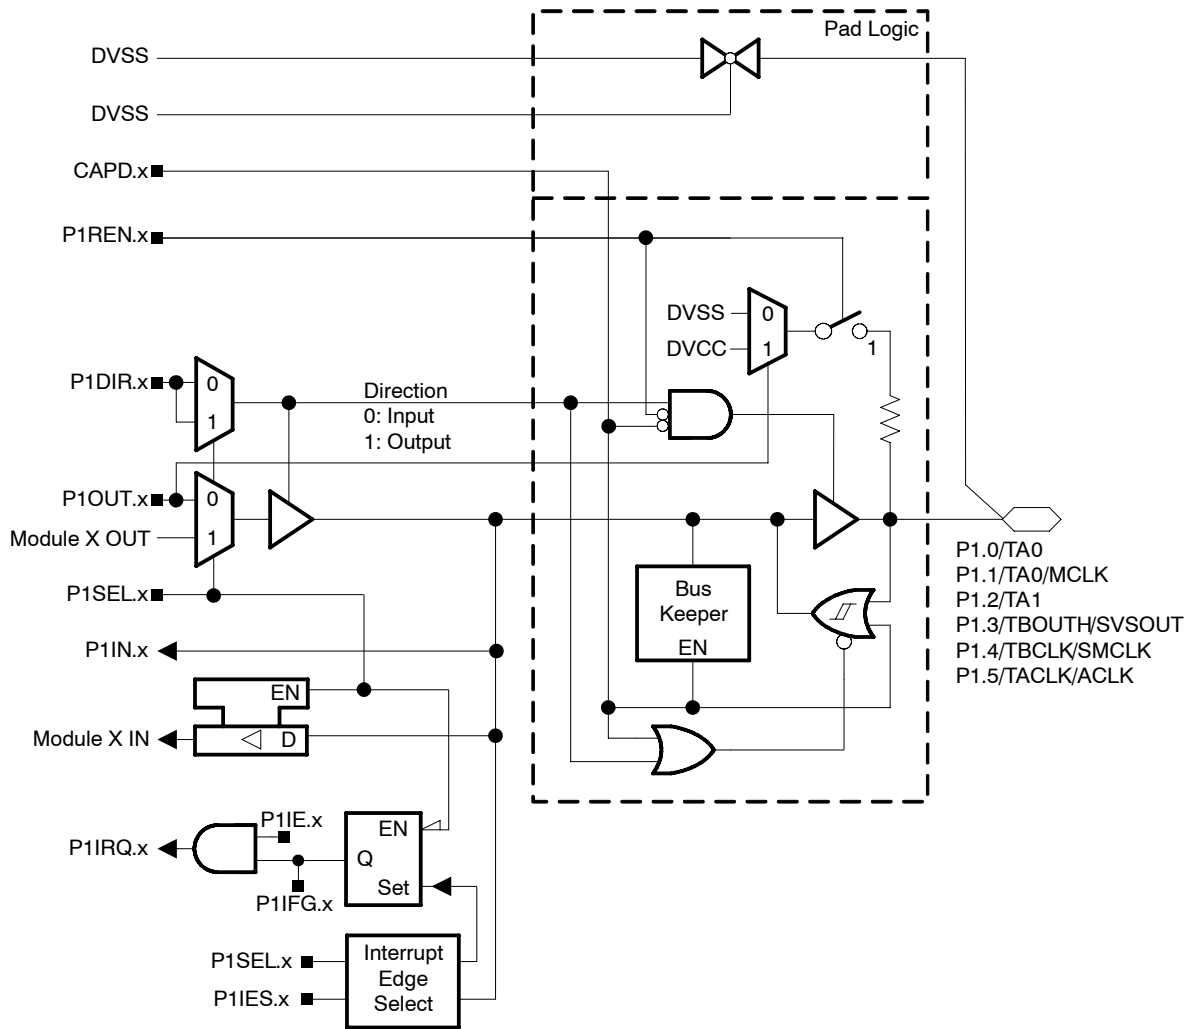 Pad Logic
DVSS
DVSS
CAPD.x
P1REN.x
DVSS
0
DVCC
1
1
P1DIR.x
0
1
Direction
0: Input
1: Output
P1OUT.x
0
Module X OUT
1
P1SEL.x
Bus
Keeper
EN
P1.0/TA0
P1.1/TA0/MCLK
P1.2/TA1
P1.3/TBOUTH/SVSOUT
P1.4/TBCLK/SMCLK
P1.5/TACLK/ACLK
P1IN.x
EN
Module X IN
D
P1IE.x
P1IRQ.x
EN
Q
Set
P1IFG.x
P1SEL.x
P1IES.x
Interrupt
Edge
Select